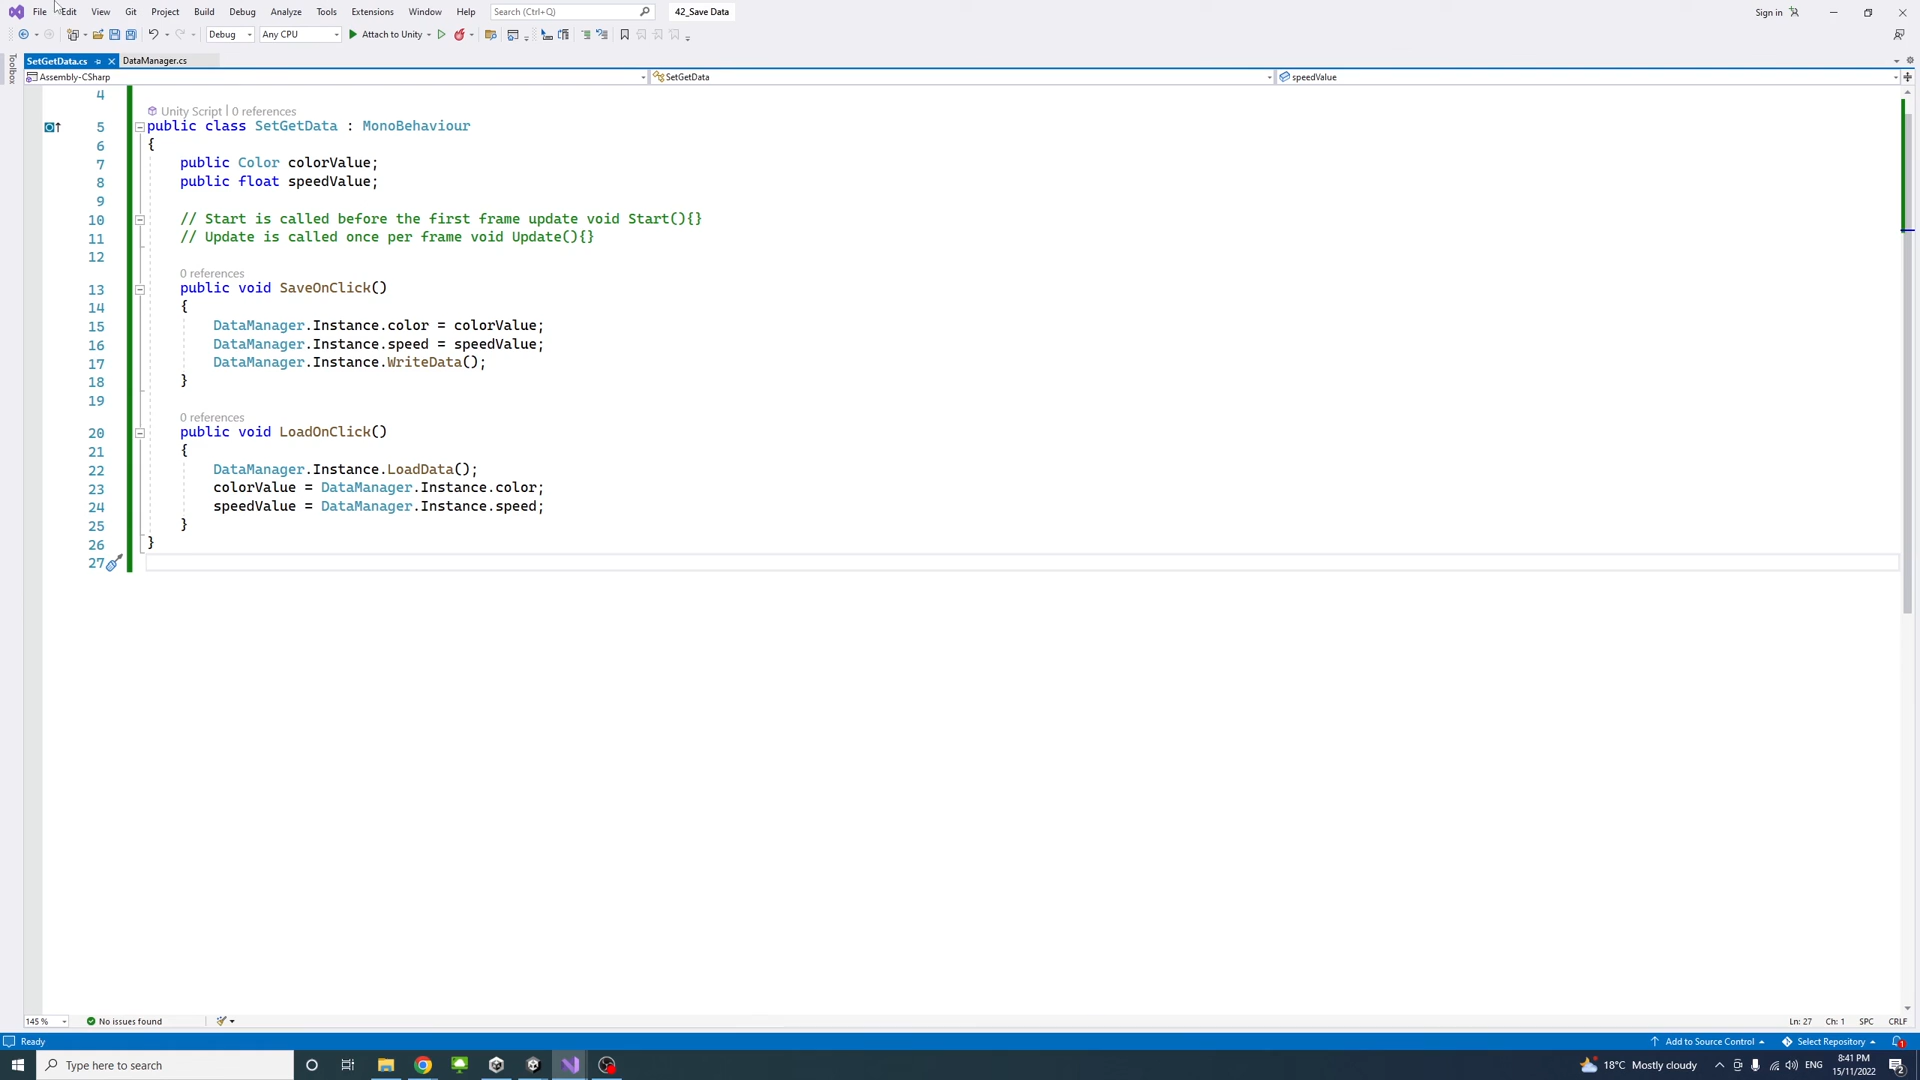 File Edit View Git Project Build Debug Analyze Tools Extensions Window Help Search (Ctrl+Q) 42_Save Data Sign in
Debug Any CPU Attach to Unity
Toolbox
SetGetData.cs DataManager.cs
Assembly-CSharp SetGetData speedValue
4
Unity Script | 0 references
5 public class SetGetData : MonoBehaviour
6 {
7 public Color colorValue;
8 public float speedValue;
9
10 // Start is called before the first frame update void Start(){}
11 // Update is called once per frame void Update(){}
12
0 references
13 public void SaveOnClick()
14 {
15 DataManager.Instance.color = colorValue;
16 DataManager.Instance.speed = speedValue;
17 DataManager.Instance.WriteData();
18 }
19
0 references
20 public void LoadOnClick()
21 {
22 DataManager.Instance.LoadData();
23 colorValue = DataManager.Instance.color;
24 speedValue = DataManager.Instance.speed;
25 }
26 }
27
145 % No issues found Ln: 27 Ch: 1 SPC CRLF
Ready Add to Source Control Select Repository 1
Type here to search 18°C Mostly cloudy ENG 8:41 PM 15/11/2022 2